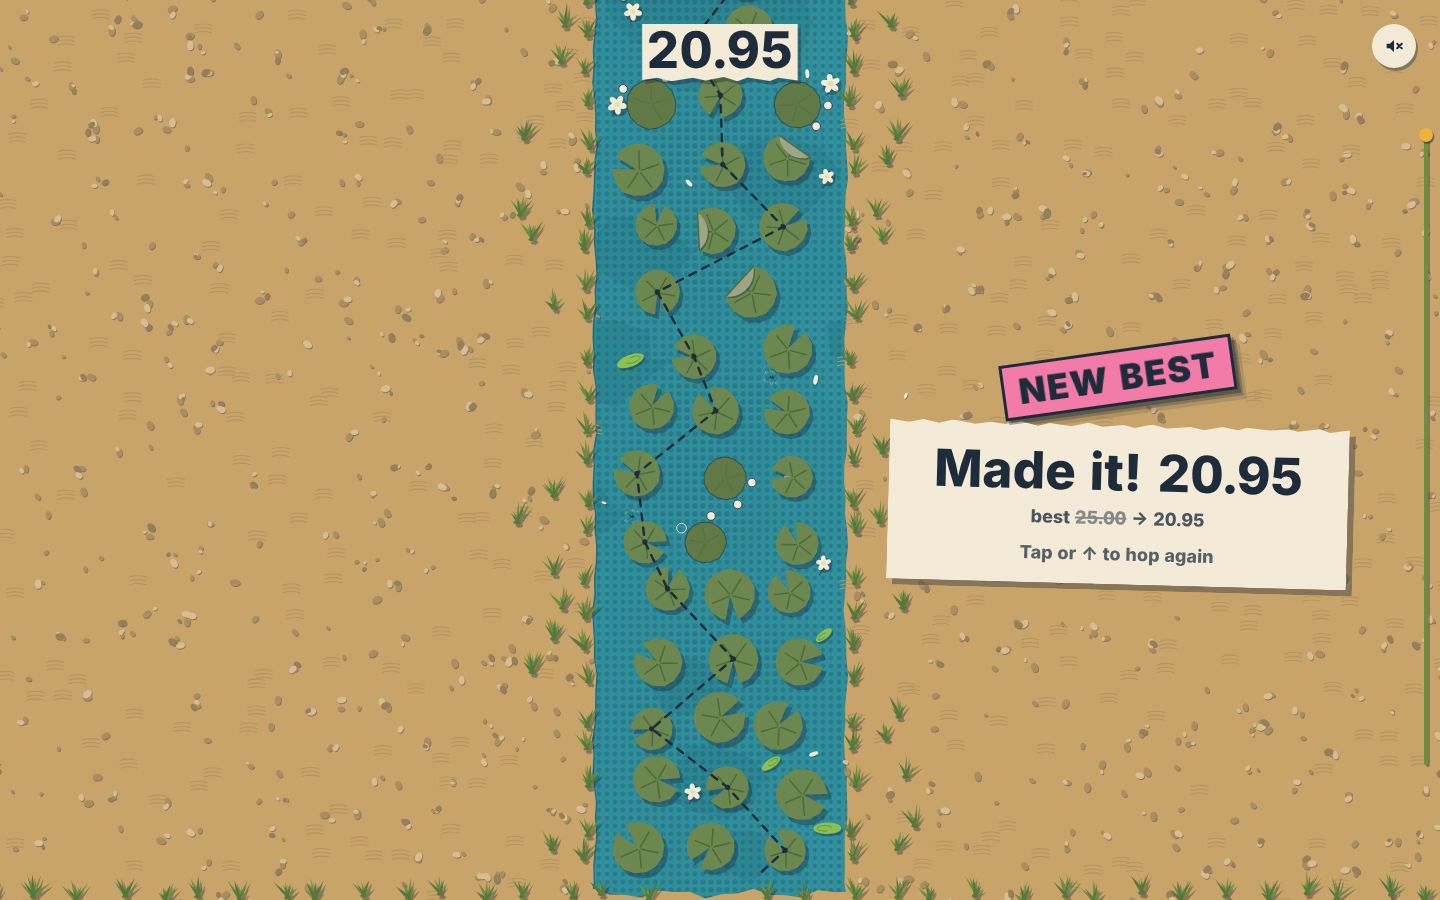 20.95
NEW BEST
Made it! 20.95
best 25.00 → 20.95
Tap or ↑ to hop again